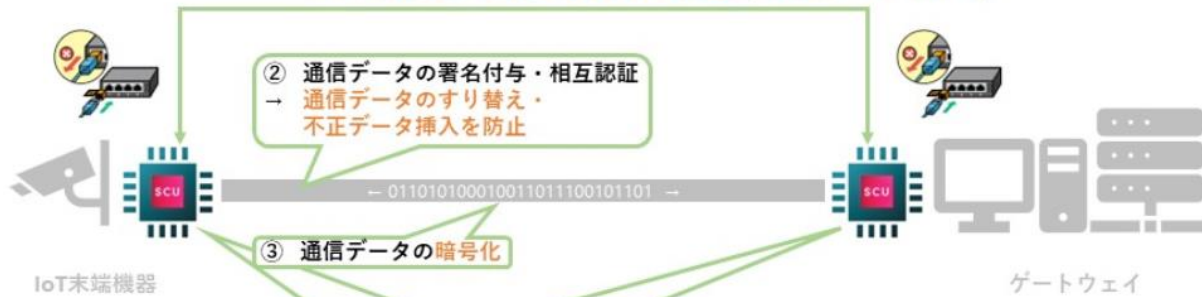 ② 通信データの署名付与・相互認証
→ 通信データのすり替え・
不正データ挿入を防止
SCU
← 0110101000100110111100101101 →
SCU
③ 通信データの暗号化
IoT末端機器
ゲートウェイ